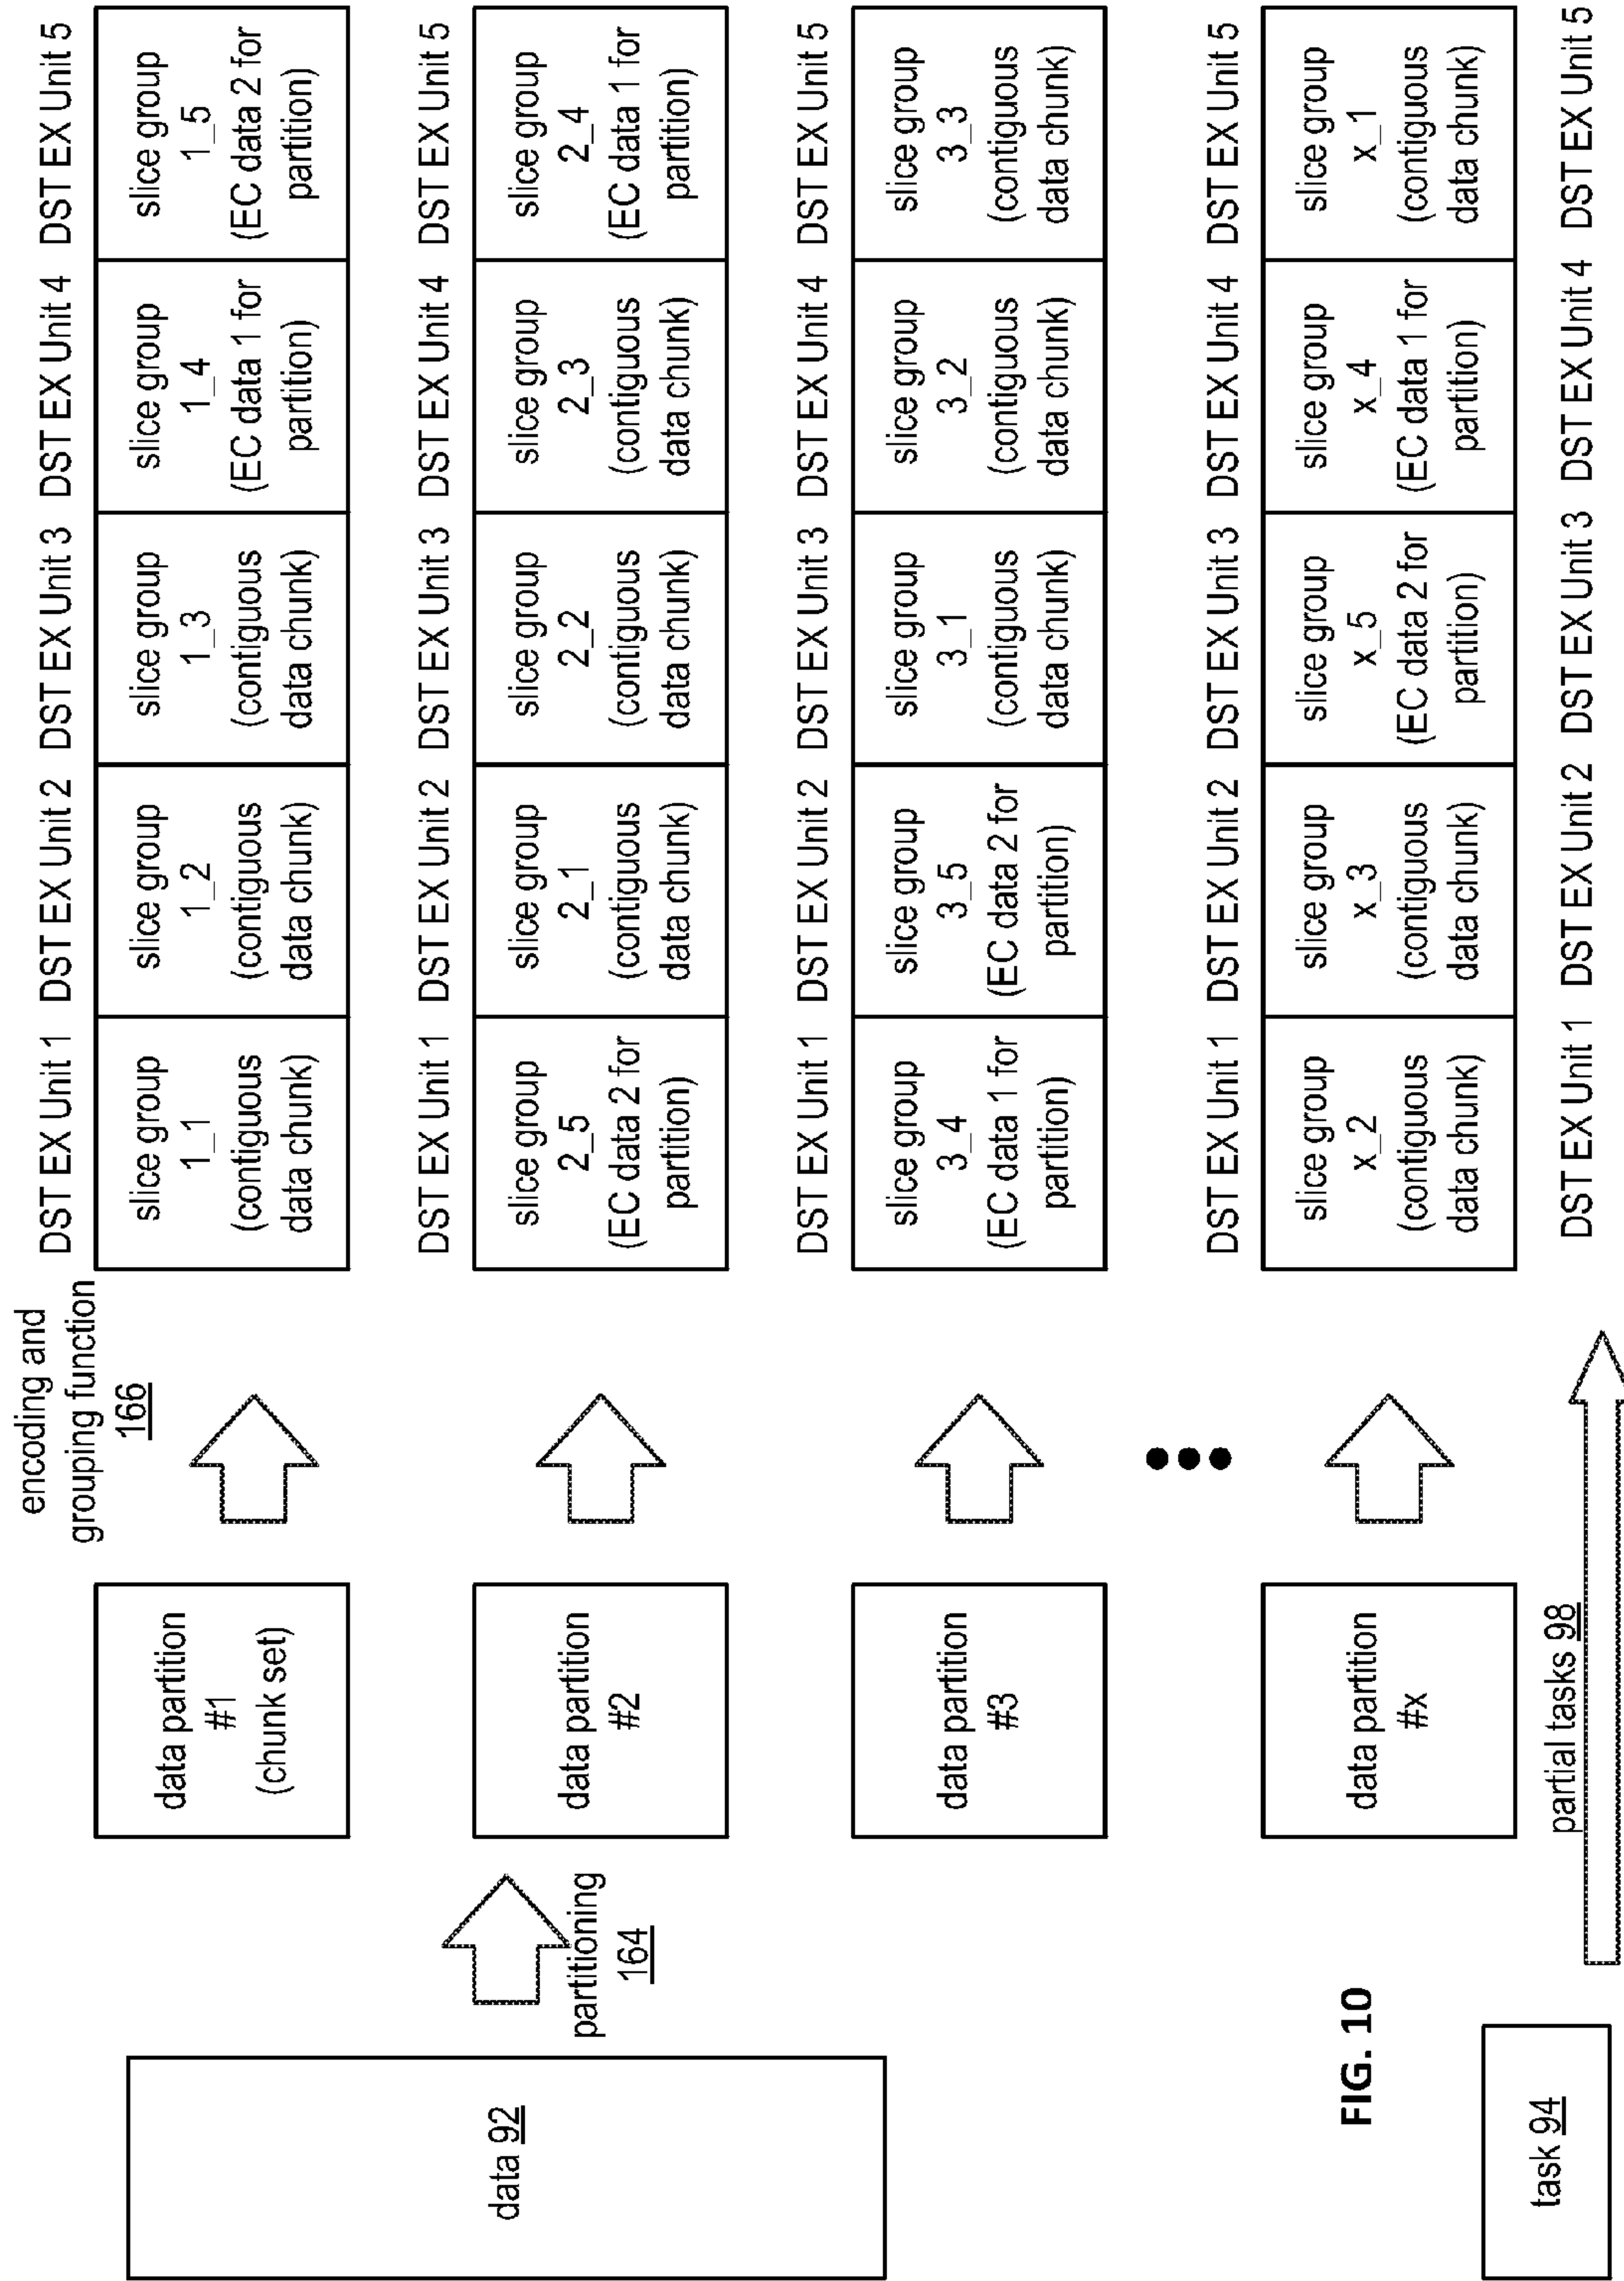 data 92
partitioning
164
data partition
#1
(chunk set)
data partition
#2
data partition
#3
data partition
#x
encoding and
grouping function
166
DST EX Unit 1 DST EX Unit 2 DST EX Unit 3 DST EX Unit 4 DST EX Unit 5
slice group
1_1
(contiguous
data chunk)
slice group
1_2
(contiguous
data chunk)
slice group
1_3
(contiguous
data chunk)
slice group
1_4
(EC data 1 for
partition)
slice group
1_5
(EC data 2 for
partition)
DST EX Unit 1 DST EX Unit 2 DST EX Unit 3 DST EX Unit 4 DST EX Unit 5
slice group
2_5
(EC data 2 for
partition)
slice group
2_1
(contiguous
data chunk)
slice group
2_2
(contiguous
data chunk)
slice group
2_3
(contiguous
data chunk)
slice group
2_4
(EC data 1 for
partition)
DST EX Unit 1 DST EX Unit 2 DST EX Unit 3 DST EX Unit 4 DST EX Unit 5
slice group
3_4
(EC data 1 for
partition)
slice group
3_5
(EC data 2 for
partition)
slice group
3_1
(contiguous
data chunk)
slice group
3_2
(contiguous
data chunk)
slice group
3_3
(contiguous
data chunk)
DST EX Unit 1 DST EX Unit 2 DST EX Unit 3 DST EX Unit 4 DST EX Unit 5
slice group
x_2
(contiguous
data chunk)
slice group
x_3
(contiguous
data chunk)
slice group
x_5
(EC data 2 for
partition)
slice group
x_4
(EC data 1 for
partition)
slice group
x_1
(contiguous
data chunk)
FIG. 10
task 94
partial tasks 98
DST EX Unit 1 DST EX Unit 2 DST EX Unit 3 DST EX Unit 4 DST EX Unit 5